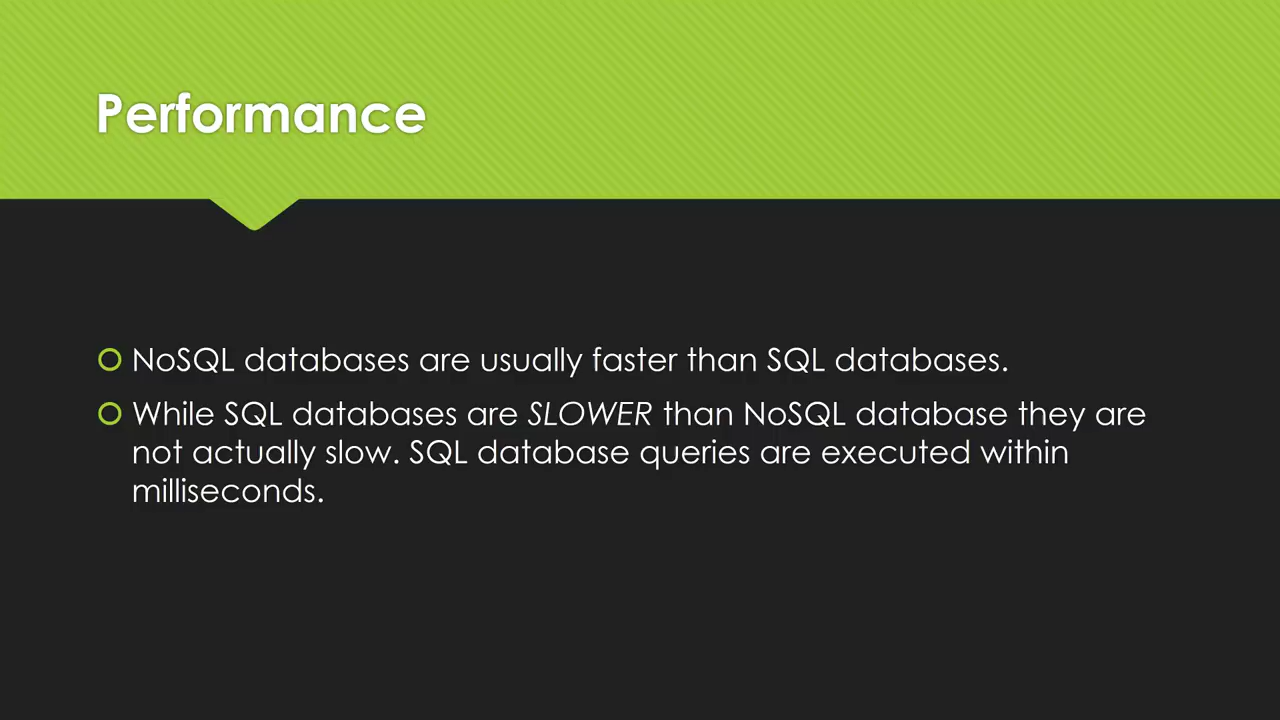 Performance
NoSQL databases are usually faster than SQL databases.
While SQL databases are SLOWER than NoSQL database they are
not actually slow. SQL database queries are executed within
milliseconds.